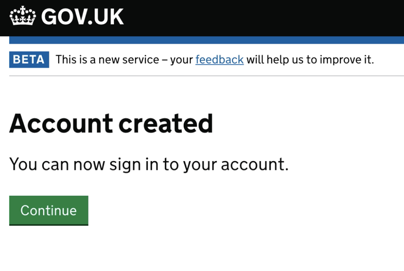 GOV.UK
BETA This is a new service – your feedback will help us to improve it.
Account created
You can now sign in to your account.
Continue